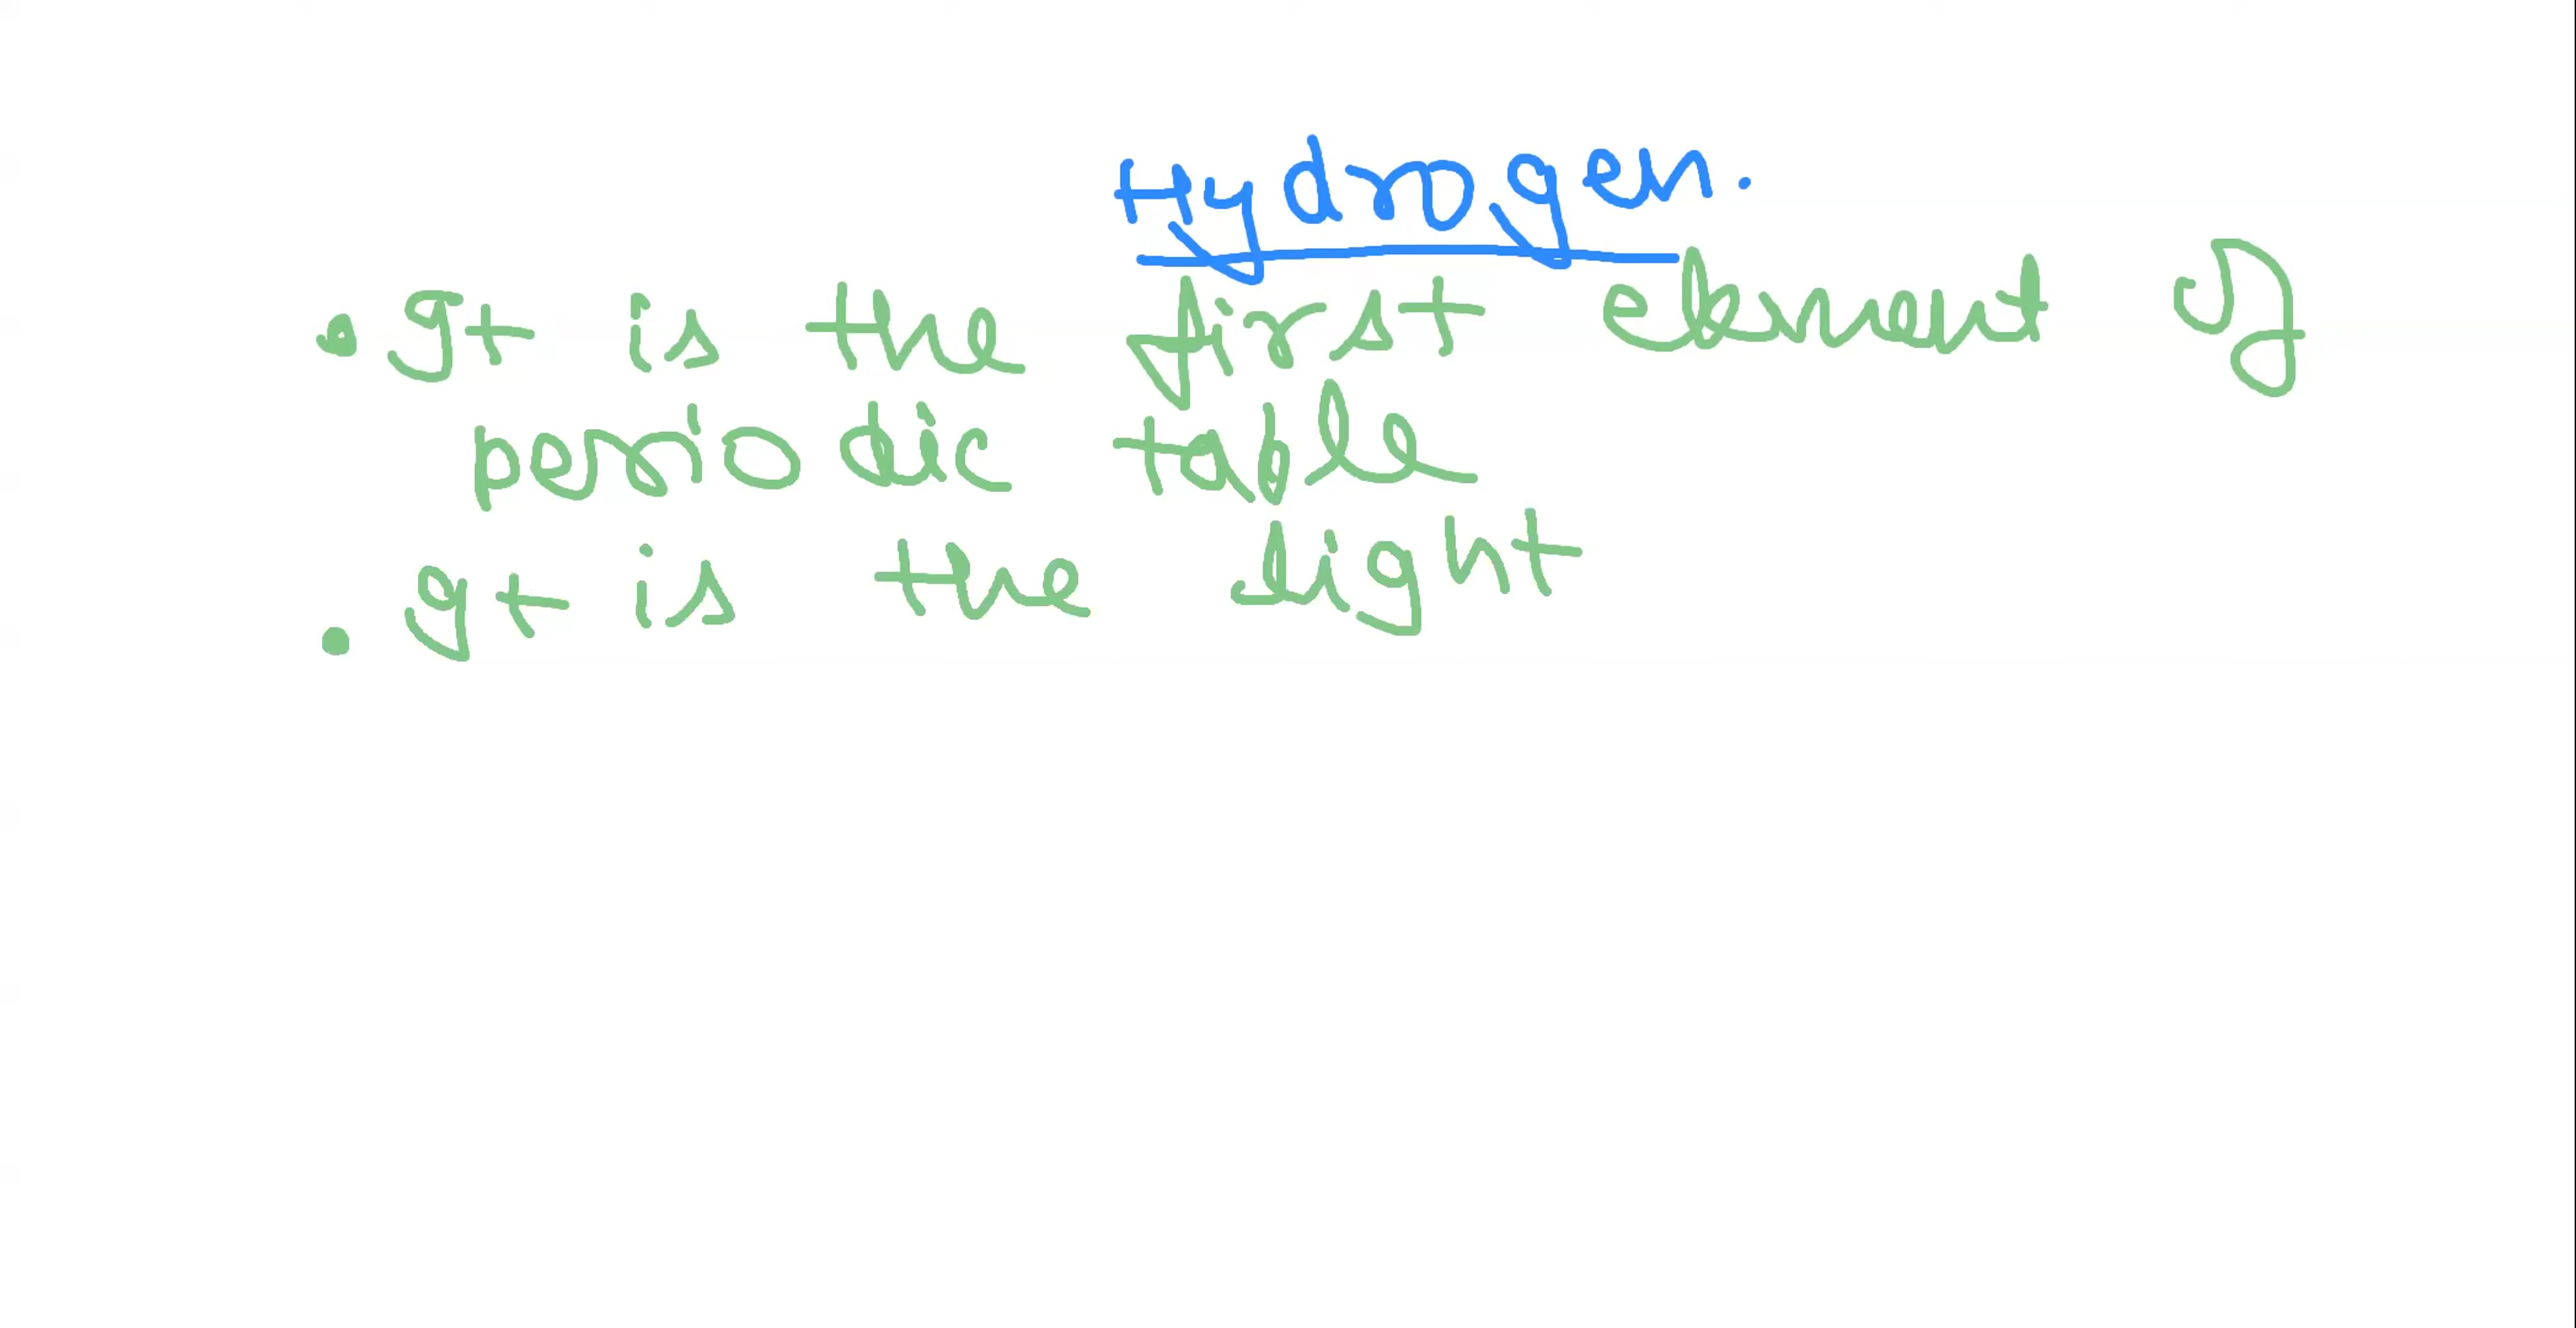 Hydrogen.
• It is the first element of
periodic table
• It is the light